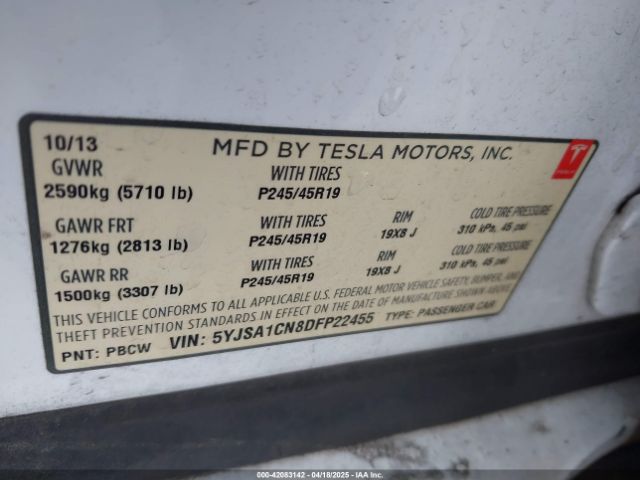 10/13 MFD BY TESLA MOTORS, INC.
TESLA
GVWR WITH TIRES
2590kg (5710 lb) P245/45R19
GAWR FRT WITH TIRES RIM COLD TIRE PRESSURE
1276kg (2813 lb) P245/45R19 19X8 J 310 kPa, 45 psi
GAWR RR WITH TIRES RIM COLD TIRE PRESSURE
1500kg (3307 lb) P245/45R19 19X8 J 310 kPa, 45 psi
THIS VEHICLE CONFORMS TO ALL APPLICABLE U.S. FEDERAL MOTOR VEHICLE SAFETY, BUMPER, AND
THEFT PREVENTION STANDARDS IN EFFECT ON THE DATE OF MANUFACTURE SHOWN ABOVE.
PNT: PBCW VIN: 5YJSA1CN8DFP22455 TYPE: PASSENGER CAR
000-42083142 - 04/18/2025 - IAAI.COM